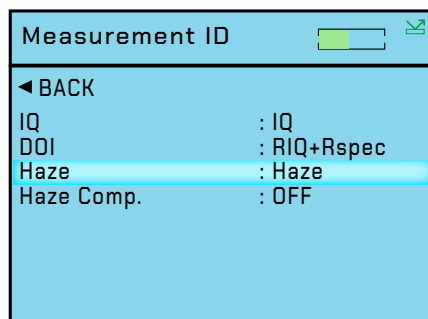 Measurement ID
◄ BACK
IQ : IQ
DOI : RIQ+Rspec
Haze : Haze
Haze Comp. : OFF